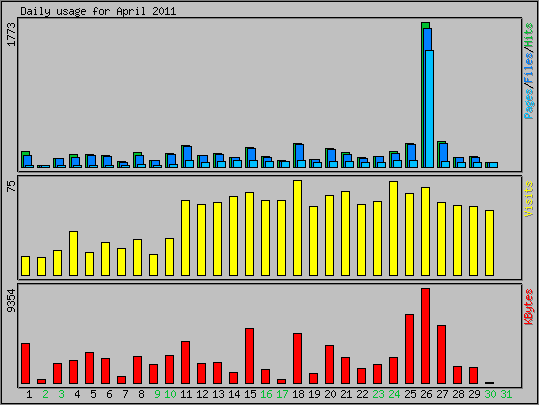 Daily usage for April 2011
1773
Pages/Files/Hits
75
Visits
9354
KBytes
1 2 3 4 5 6 7 8 9 10 11 12 13 14 15 16 17 18 19 20 21 22 23 24 25 26 27 28 29 30 31